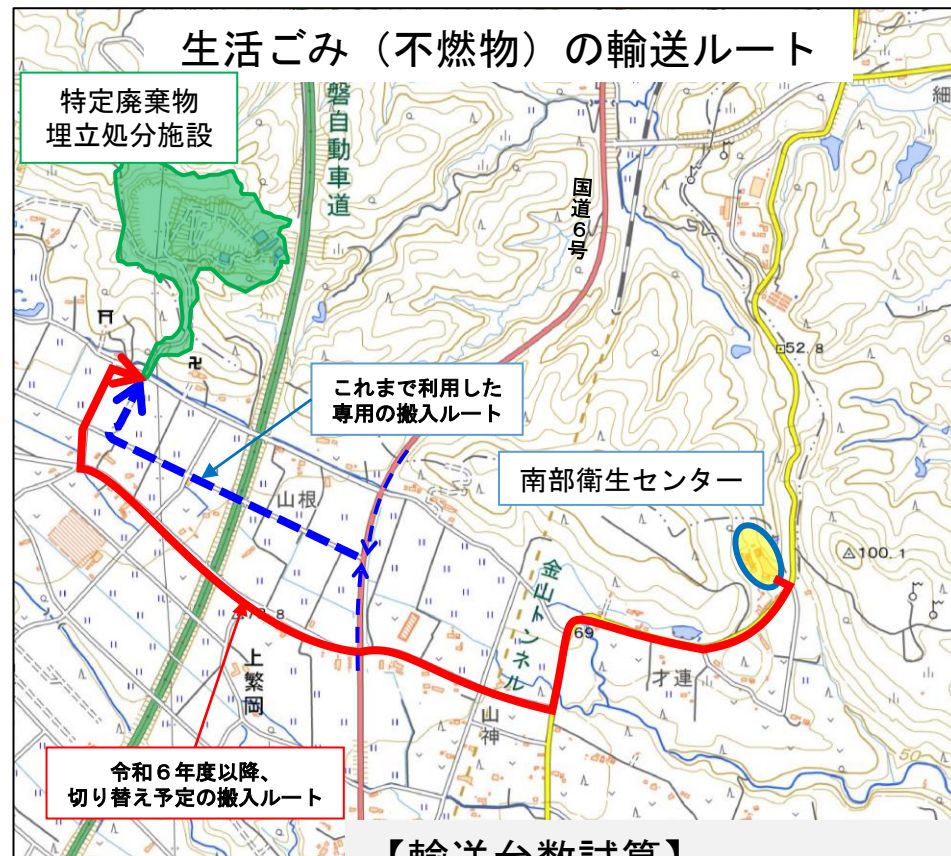 生活ごみ（不燃物）の輸送ルート
特定廃棄物
埋立処分施設
磐自動車道
国道６号
細
52.8
これまで利用した
専用の搬入ルート
南部衛生センター
山根
100.1
金山トンネル
69
才連
上繁岡
山神
令和６年度以降、
切り替え予定の搬入ルート
50
【輸送台数試算】